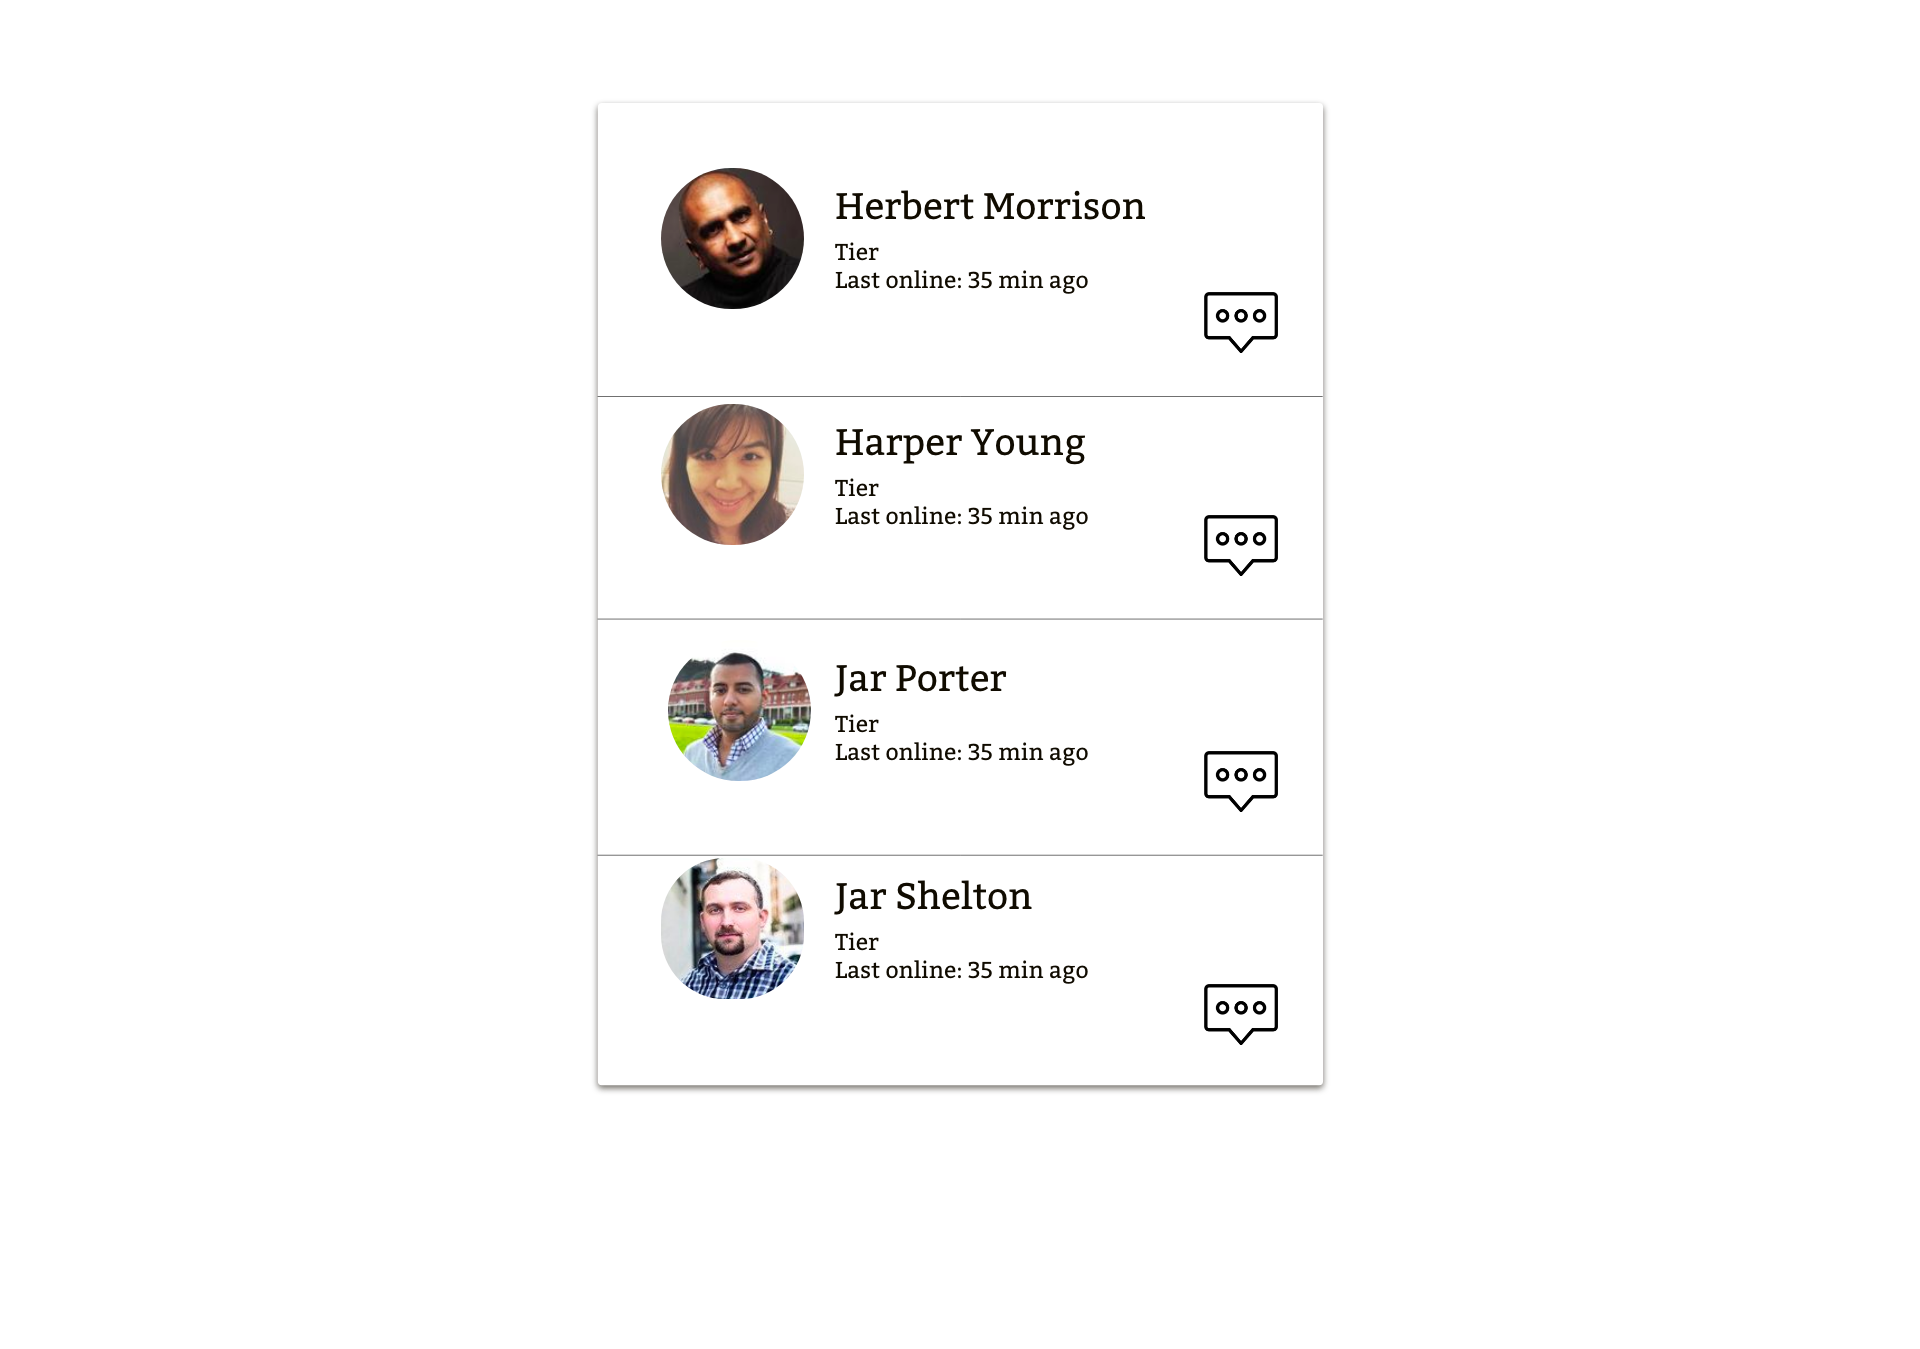 Herbert Morrison
Tier
Last online: 35 min ago
Harper Young
Tier
Last online: 35 min ago
Jar Porter
Tier
Last online: 35 min ago
Jar Shelton
Tier
Last online: 35 min ago